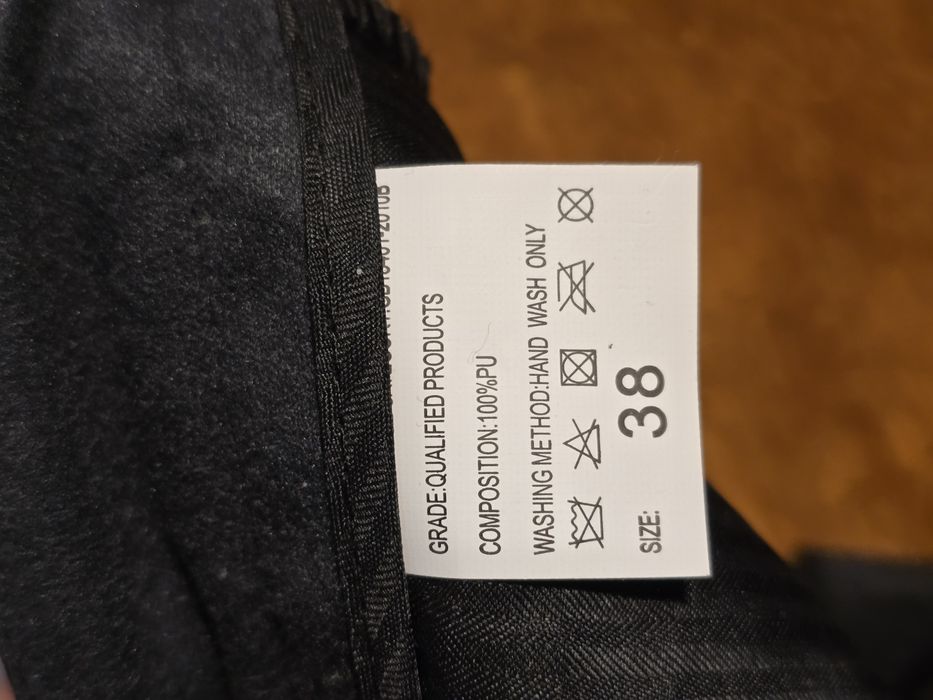 GRADE:QUALIFIED PRODUCTS
COMPOSITION:100%PU
WASHING METHOD:HAND WASH ONLY
SIZE: 38